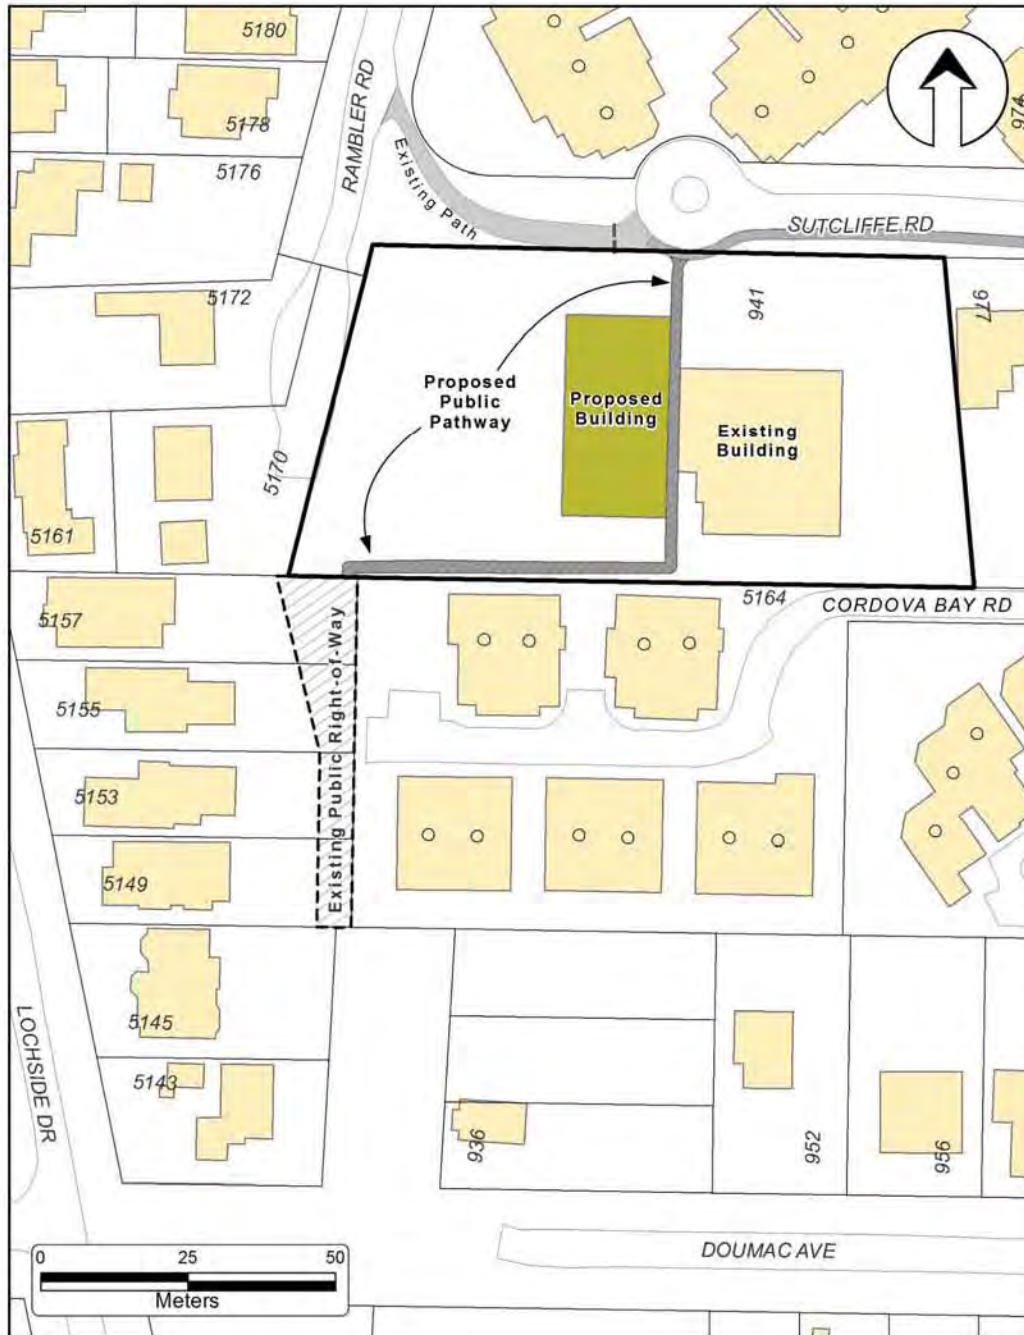 5180
5178
5176
RAMBLER RD
974
Existing Path
SUTCLIFFE RD
5172
941
977
Proposed
Public
Pathway
Proposed
Building
Existing
Building
5170
5161
5157
5164
CORDOVA BAY RD
Existing Public Right-of-Way
5155
5153
5149
5145
LOCHSIDE DR
5143
936
952
956
DOUMAC AVE
0 25 50
Meters